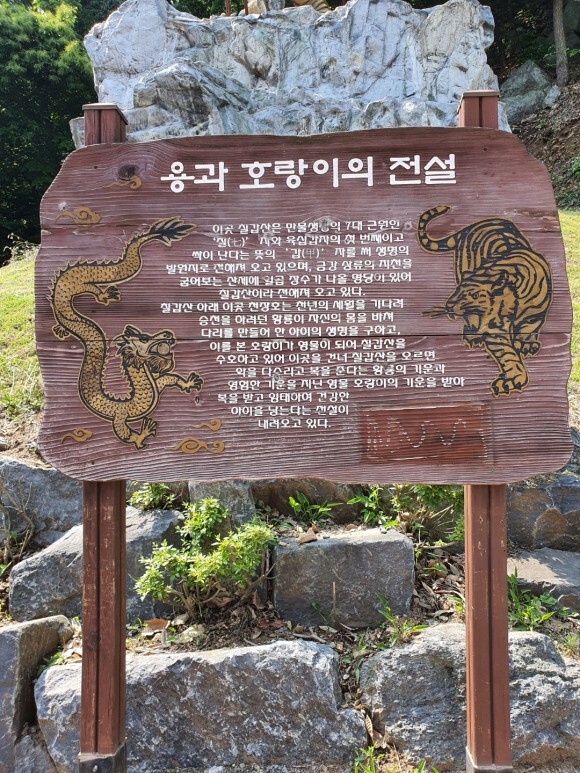 용과 호랑이의 전설
이곳 칠갑산은 만물생명의 7대 근원인
'칠(七)' 자와 육십갑자의 첫 번째이고
싹이 난다는 뜻의 '갑(甲)' 자를 써 생명의
발원지로 전해져 오고 있으며, 금강 상류의 지천을
굽어보는 산세에 일곱 장수가 나올 명당이 있어
칠갑산이라 전해져 오고 있다.
칠갑산 아래 이곳 천장호는 천년의 세월을 기다려
승천을 하려던 황룡이 자신의 몸을 바쳐
다리를 만들어 한 아이의 생명을 구하고,
이를 본 호랑이가 영물이 되어 칠갑산을
수호하고 있어 이곳을 건너 칠갑산을 오르면
악을 다스리고 복을 준다는 황룡의 기운과
영험한 기운을 지닌 영물 호랑이의 기운을 받아
복을 받고 잉태하여 건강한
아이를 낳는다는 전설이
내려오고 있다.